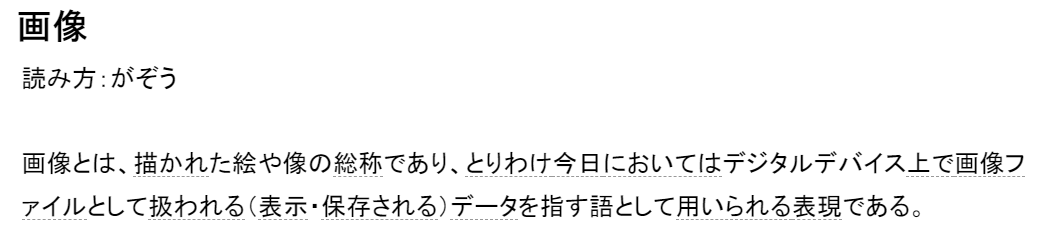 画像
読み方：がぞう
画像とは、描かれた絵や像の総称であり、とりわけ今日においてはデジタルデバイス上で画像フ
ァイルとして扱われる（表示・保存される）データを指す語として用いられる表現である。